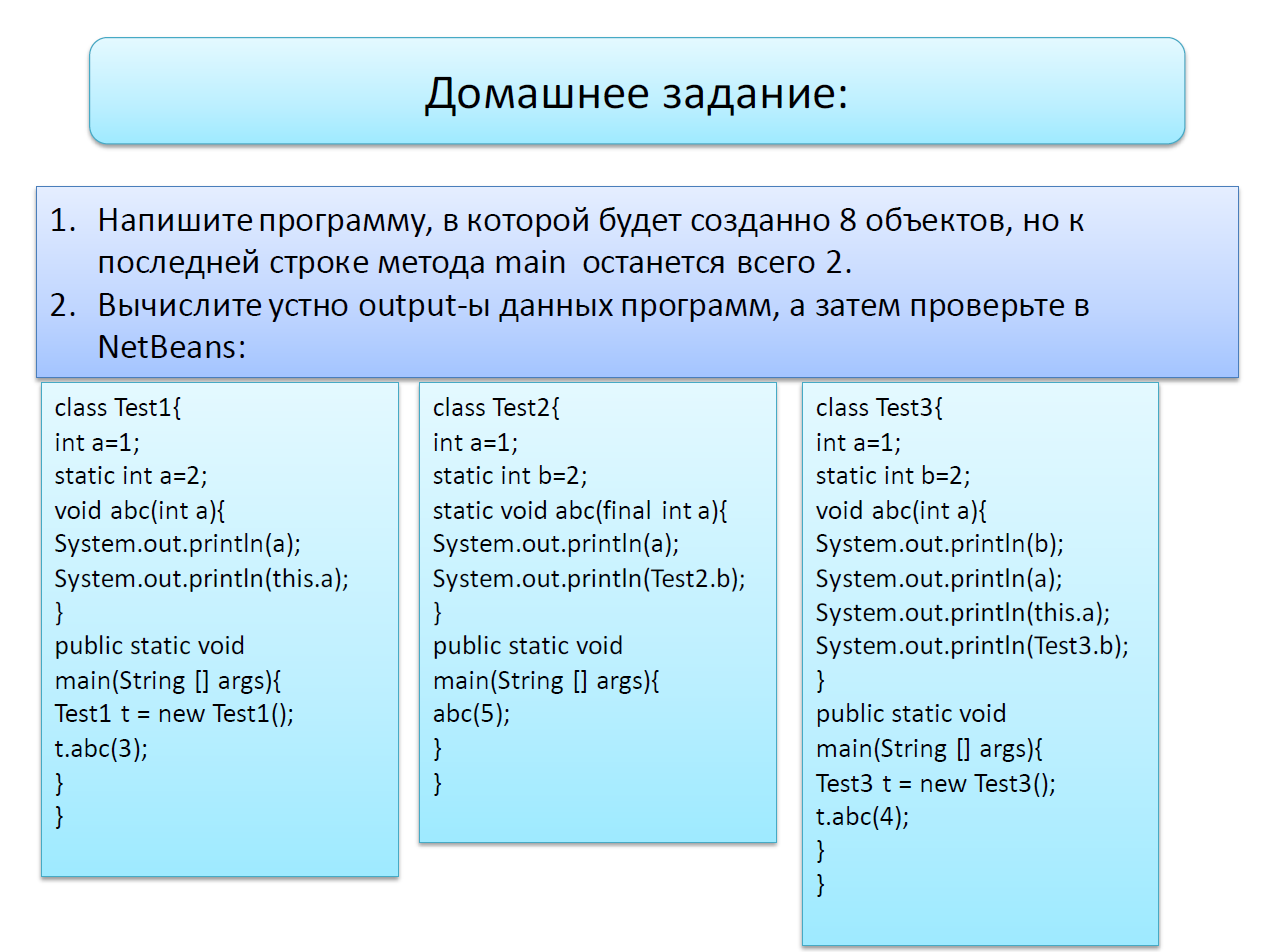 Домашнее задание:
1. Напишите программу, в которой будет созданно 8 объектов, но к
последней строке метода main останется всего 2.
2. Вычислите устно output-ы данных программ, а затем проверьте в
NetBeans:
class Test1{
int a=1;
static int a=2;
void abc(int a){
System.out.println(a);
System.out.println(this.a);
}
public static void
main(String [] args){
Test1 t = new Test1();
t.abc(3);
}
}
class Test2{
int a=1;
static int b=2;
static void abc(final int a){
System.out.println(a);
System.out.println(Test2.b);
}
public static void
main(String [] args){
abc(5);
}
}
class Test3{
int a=1;
static int b=2;
void abc(int a){
System.out.println(b);
System.out.println(a);
System.out.println(this.a);
System.out.println(Test3.b);
}
public static void
main(String [] args){
Test3 t = new Test3();
t.abc(4);
}
}